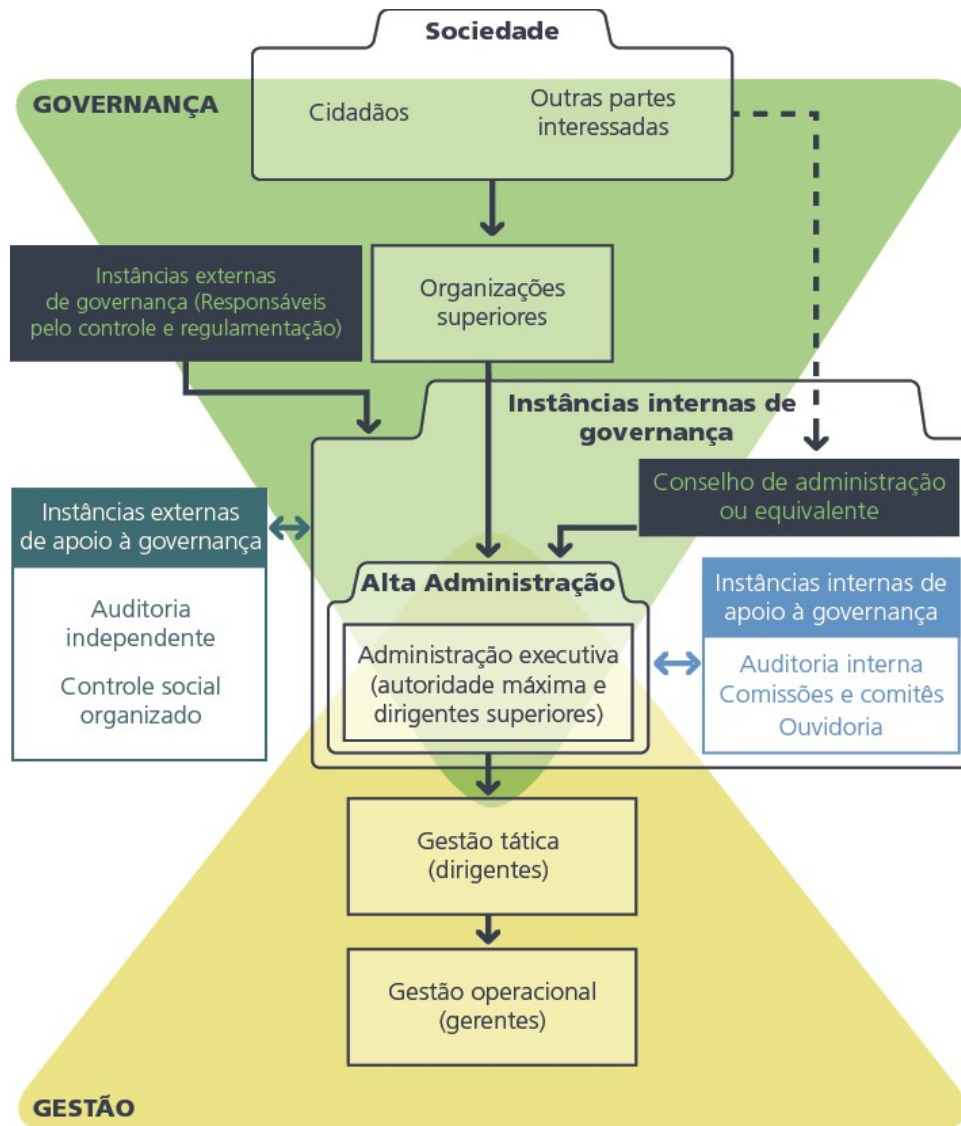 Sociedade
GOVERNANÇA
Cidadãos
Outras partes
interessadas
Instâncias externas
de governança (Responsáveis
pelo controle e regulamentação)
Organizações
superiores
Instâncias internas de
governança
Conselho de administração
ou equivalente
Instâncias externas
de apoio à governança
Auditoria
independente
Controle social
organizado
Alta Administração
Administração executiva
(autoridade máxima e
dirigentes superiores)
Instâncias internas de
apoio à governança
Auditoria interna
Comissões e comitês
Ouvidoria
Gestão tática
(dirigentes)
Gestão operacional
(gerentes)
GESTÃO